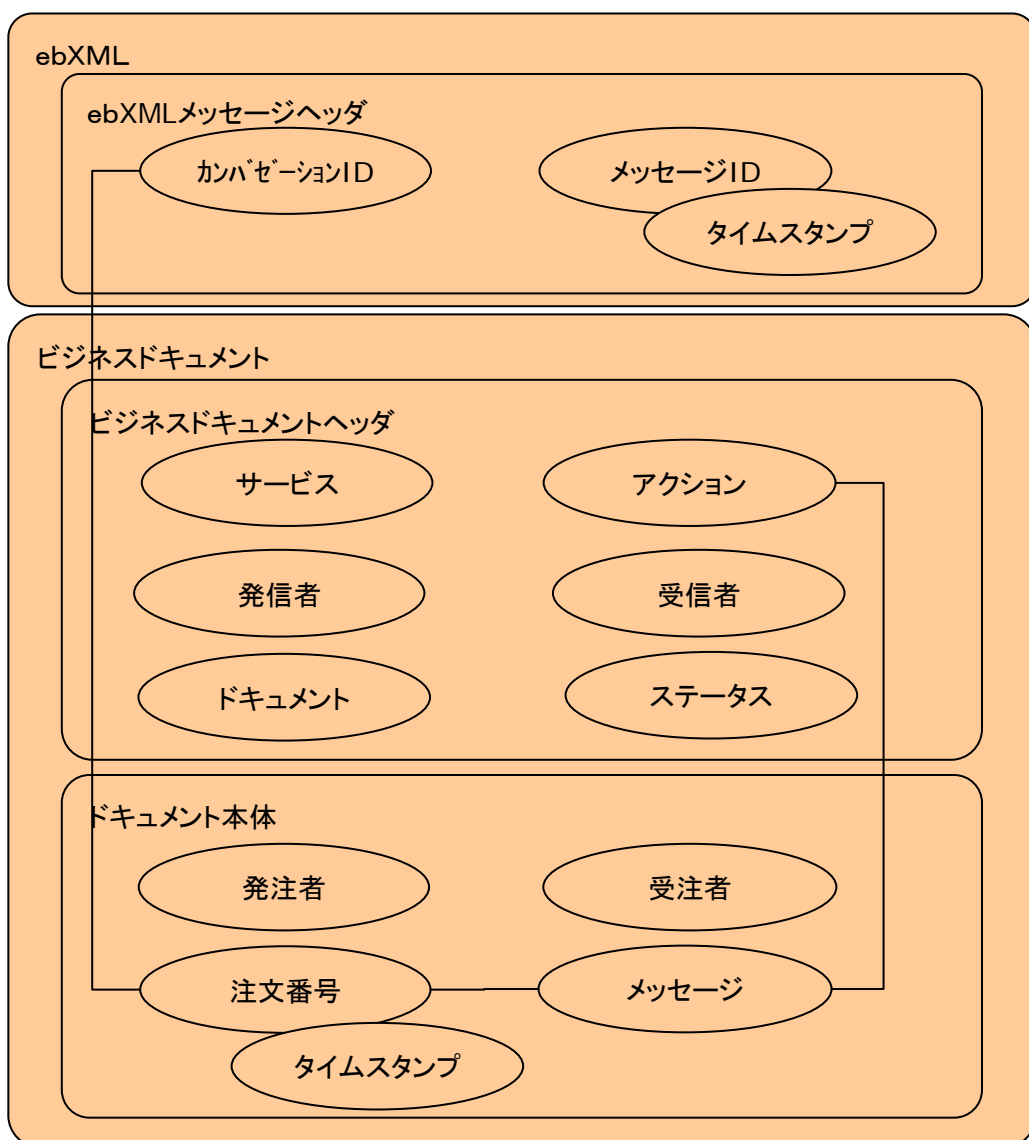 ebXML
ebXMLメッセージヘッダ
ｶﾝﾊﾞｾﾞｰｼｮﾝＩＤ
メッセージＩＤ
タイムスタンプ
ビジネスドキュメント
ビジネスドキュメントヘッダ
サービス
アクション
発信者
受信者
ドキュメント
ステータス
ドキュメント本体
発注者
受注者
注文番号
メッセージ
タイムスタンプ